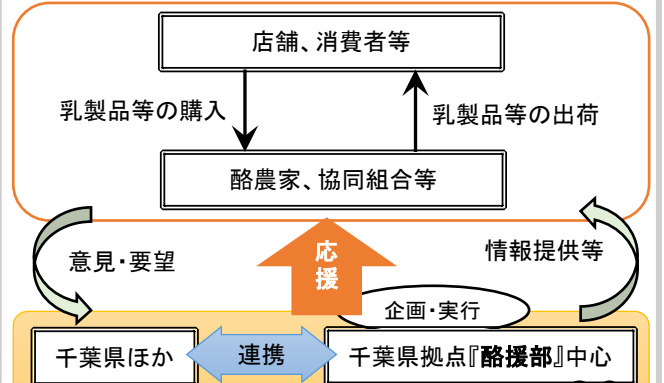 店舗、消費者等
乳製品等の購入
乳製品等の出荷
酪農家、協同組合等
意見・要望
応
援
情報提供等
企画・実行
千葉県ほか
連携
千葉県拠点『酪援部』中心